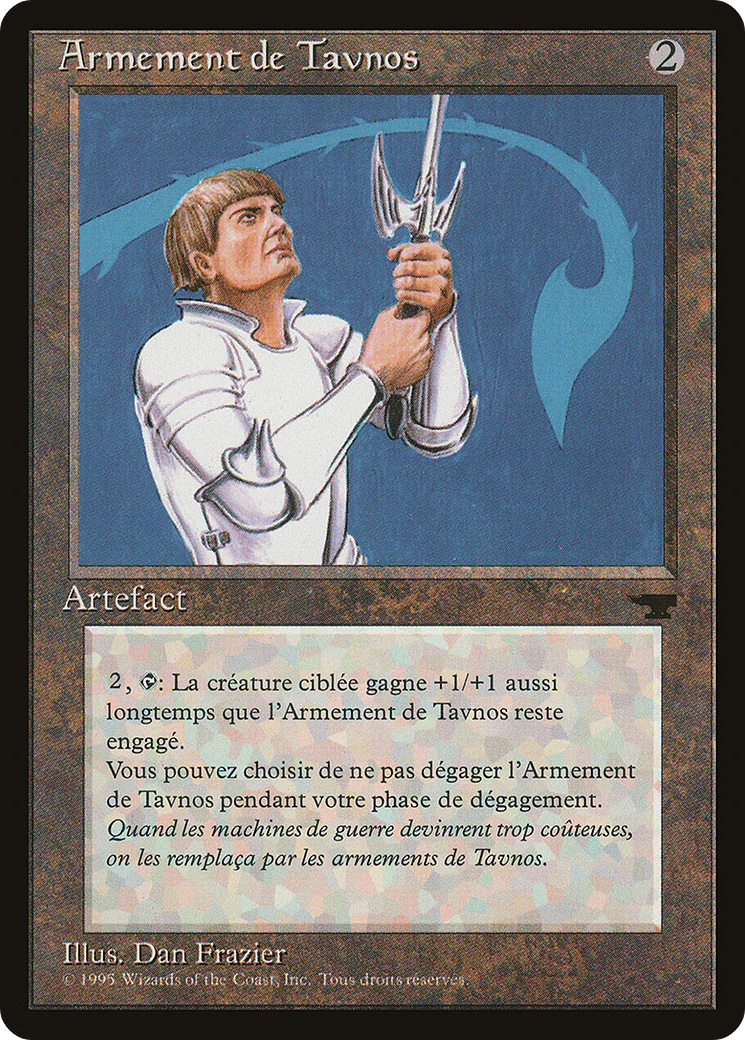 Armement de Tavnos
2
Artefact
2, : La créature ciblée gagne +1/+1 aussi
longtemps que l'Armement de Tavnos reste
engagé.
Vous pouvez choisir de ne pas dégager l'Armement
de Tavnos pendant votre phase de dégagement.
Quand les machines de guerre devinrent trop coûteuses,
on les remplaça par les armements de Tavnos.
Illus. Dan Frazier
© 1995 Wizards of the Coast, Inc. Tous droits réservés.